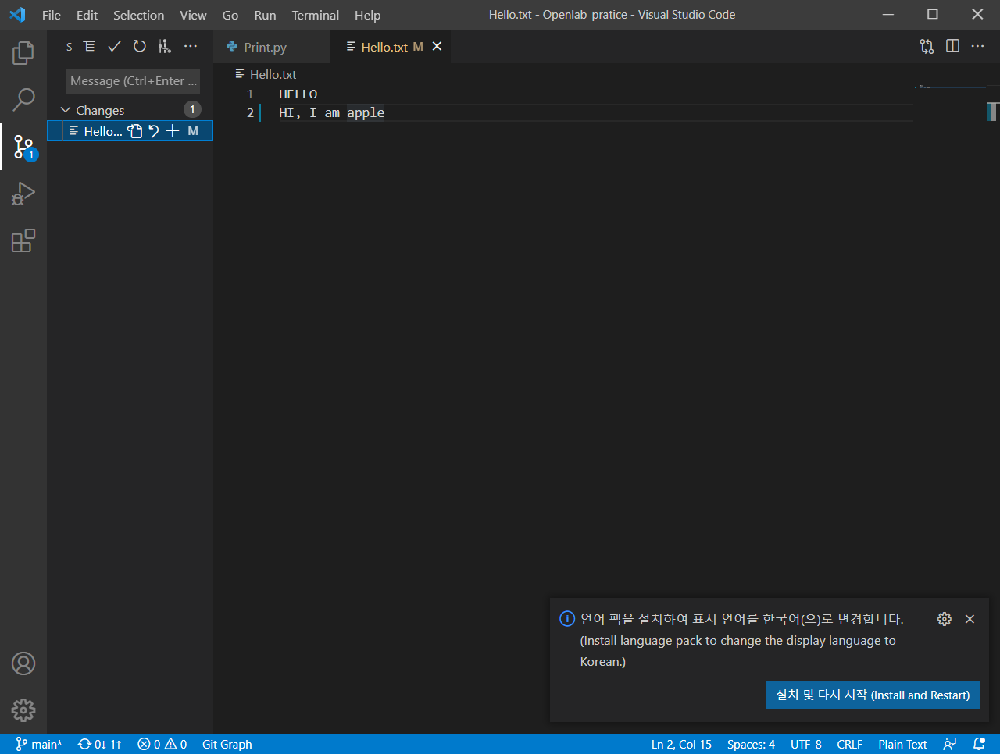 File Edit Selection View Go Run Terminal Help
Hello.txt - Openlab_pratice - Visual Studio Code
S.
Message (Ctrl+Enter ...
Changes 1
Hello... M
1
Print.py
Hello.txt M
Hello.txt
1 HELLO
2 HI, I am apple
언어 팩을 설치하여 표시 언어를 한국어(으)로 변경합니다.
(Install language pack to change the display language to
Korean.)
설치 및 다시 시작 (Install and Restart)
main* 0↓ 1↑ 0 0 Git Graph
Ln 2, Col 15 Spaces: 4 UTF-8 CRLF Plain Text